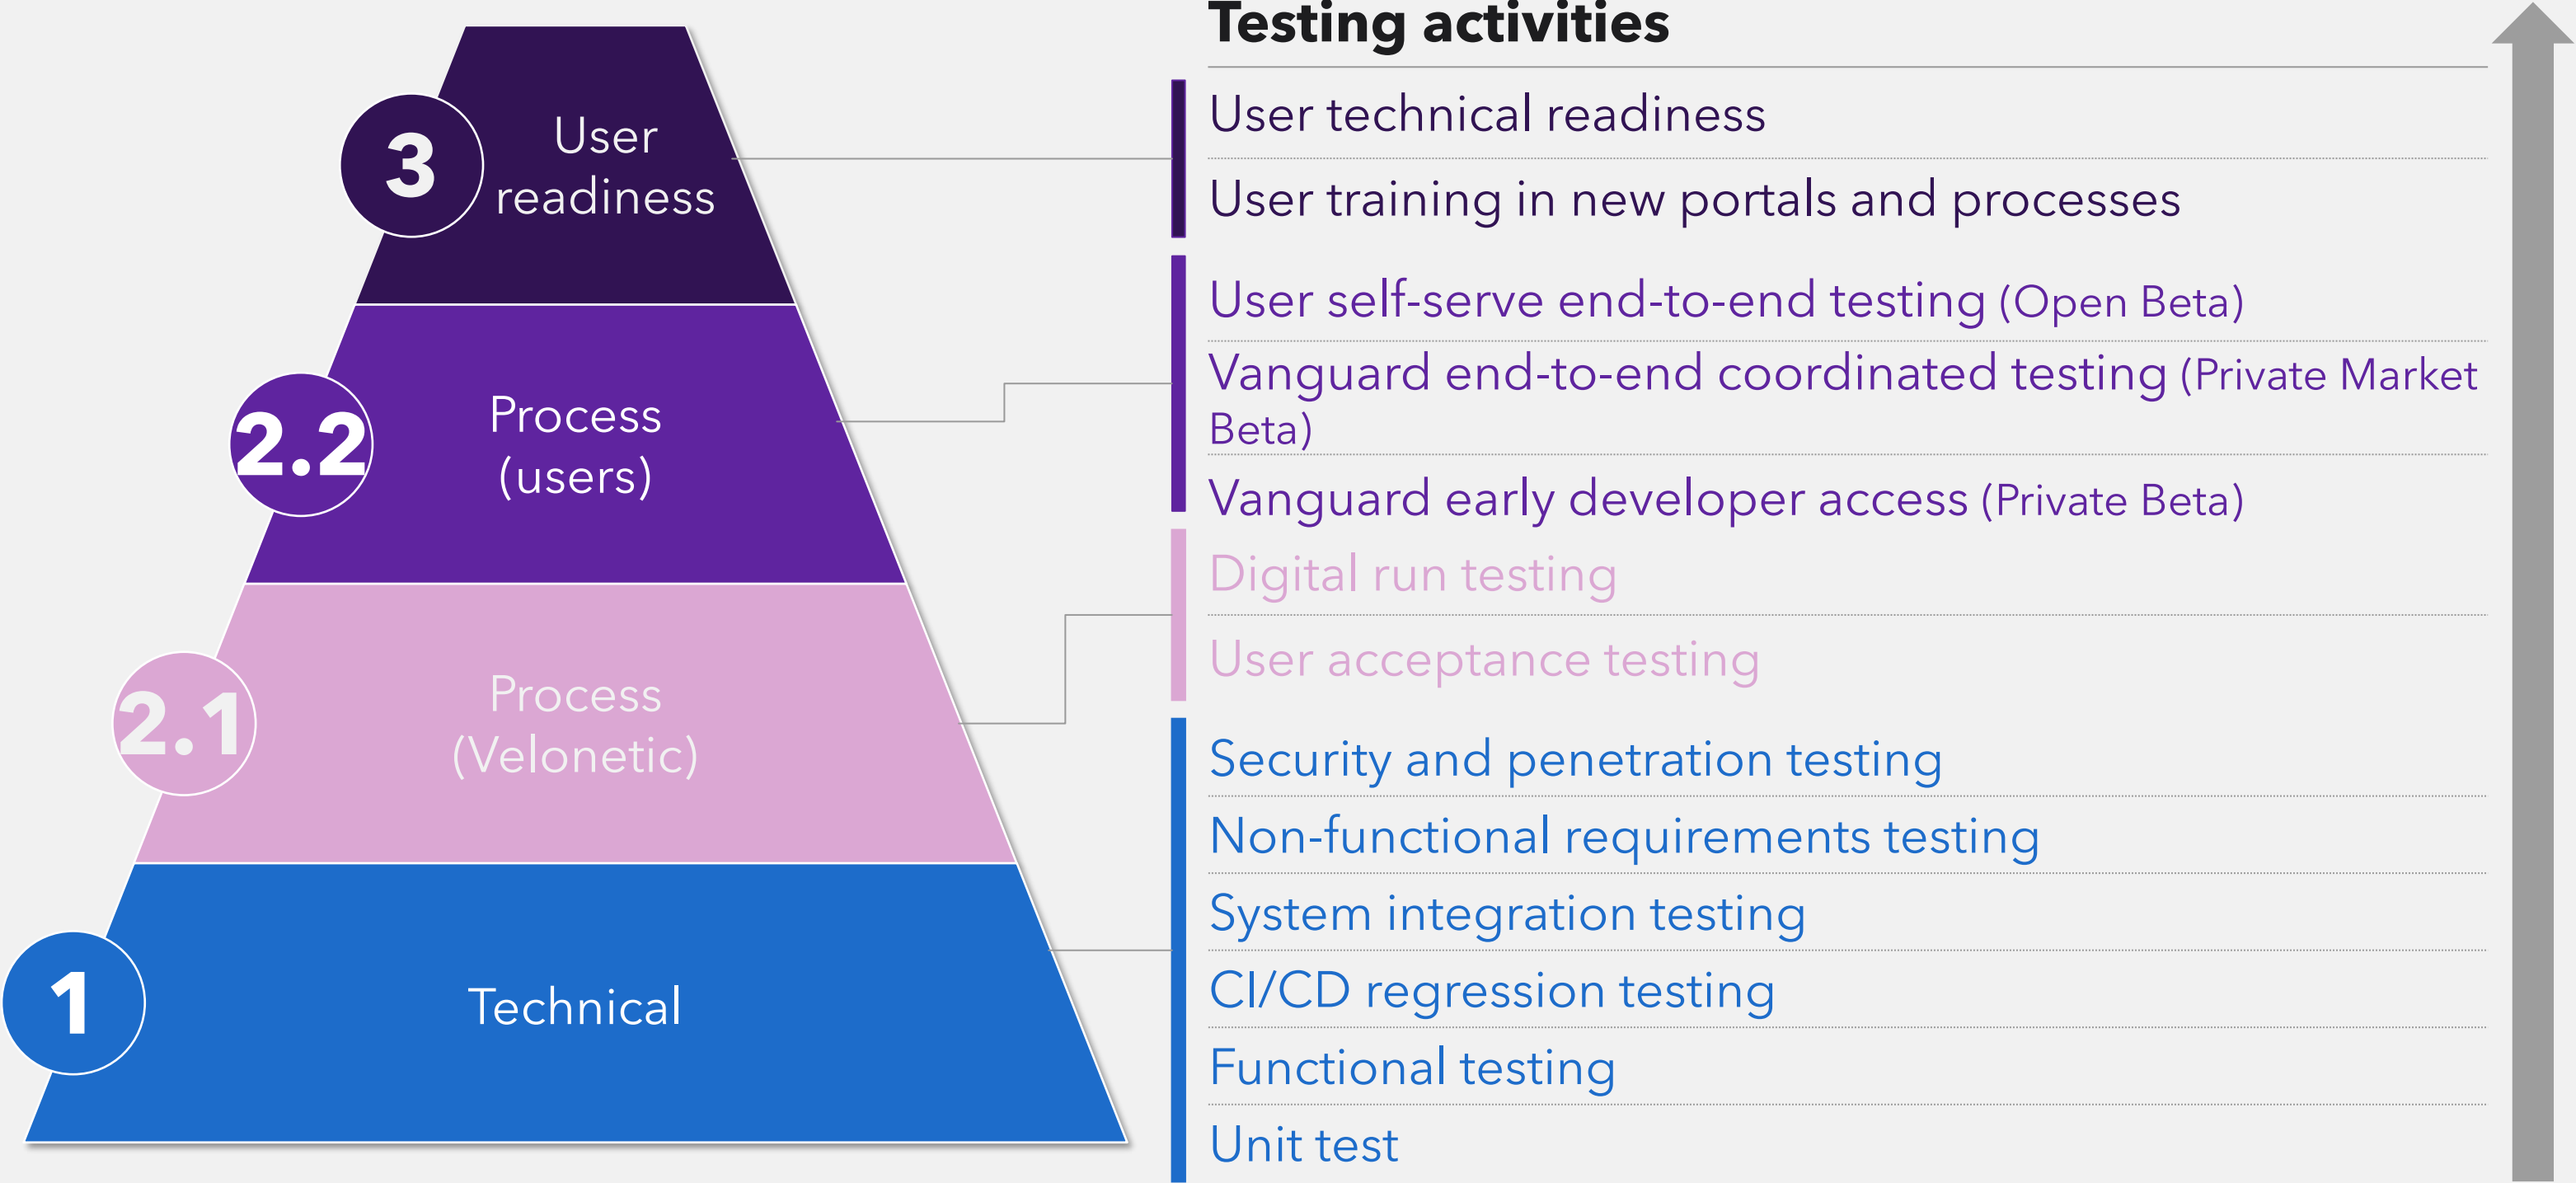 Testing activities
3
User
readiness
User technical readiness
User training in new portals and processes
2.2
Process
(users)
User self-serve end-to-end testing (Open Beta)
Vanguard end-to-end coordinated testing (Private Market
Beta)
Vanguard early developer access (Private Beta)
2.1
Process
(Velonetic)
Digital run testing
User acceptance testing
1
Technical
Security and penetration testing
Non-functional requirements testing
System integration testing
CI/CD regression testing
Functional testing
Unit test